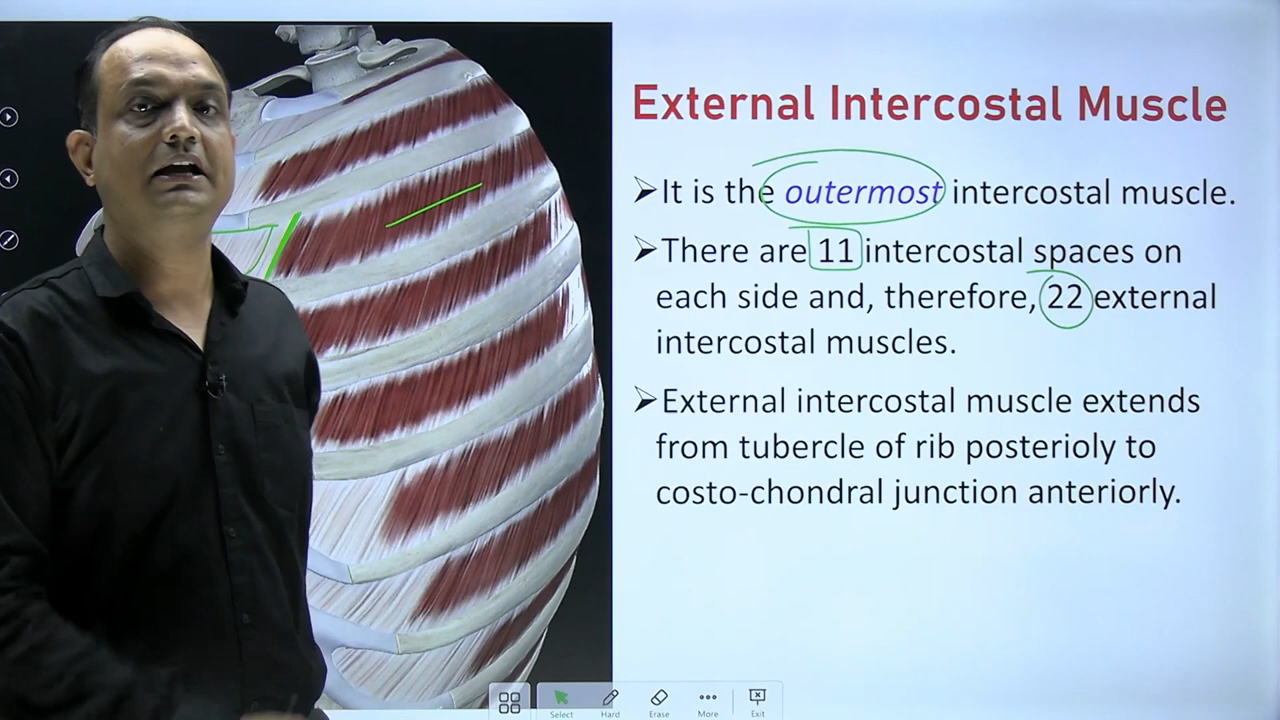 External Intercostal Muscle
➢It is the outermost intercostal muscle.
➢There are 11 intercostal spaces on
each side and, therefore, 22 external
intercostal muscles.
➢External intercostal muscle extends
from tubercle of rib posterioly to
costo-chondral junction anteriorly.
Select Hard Erase More Exit